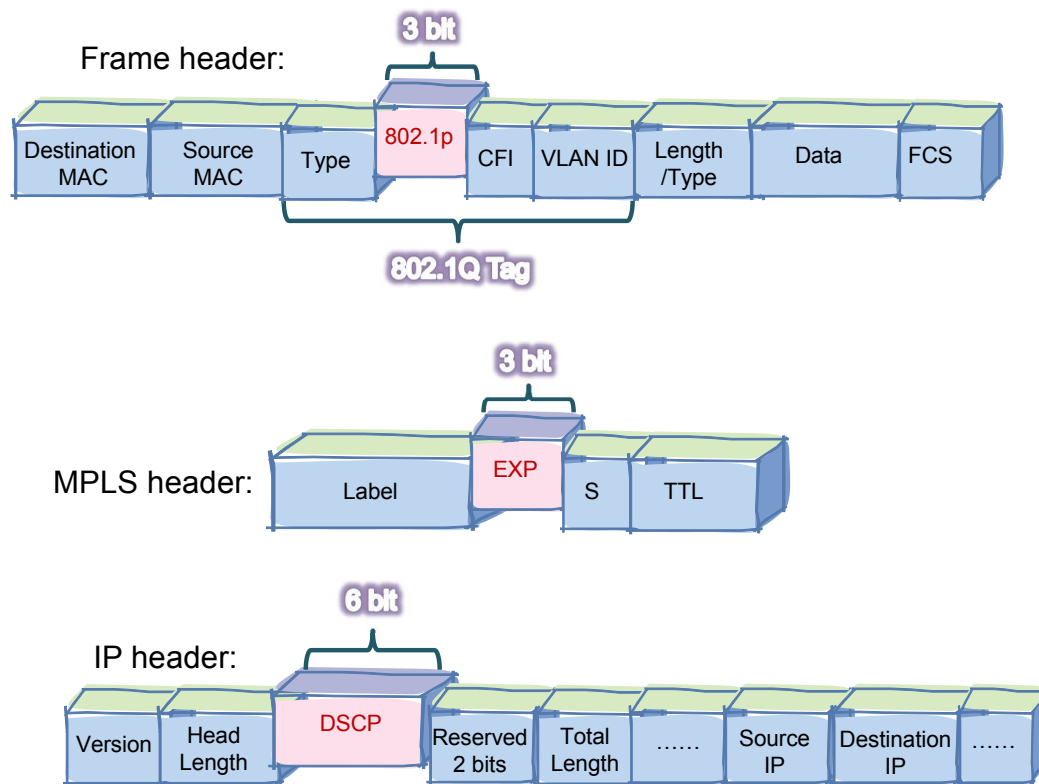 3 bit
Frame header:
Destination
MAC
Source
MAC
Type
802.1p
CFI
VLAN ID
Length
/Type
Data
FCS
802.1Q Tag
3 bit
MPLS header:
Label
EXP
S
TTL
6 bit
IP header:
Version
Head
Length
DSCP
Reserved
2 bits
Total
Length
......
Source
IP
Destination
IP
......